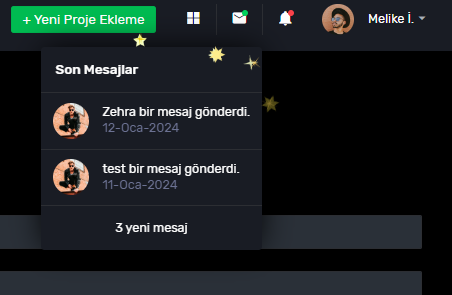 + Yeni Proje Ekleme
Melike İ.
Son Mesajlar
Zehra bir mesaj gönderdi.
12-Oca-2024
test bir mesaj gönderdi.
11-Oca-2024
3 yeni mesaj